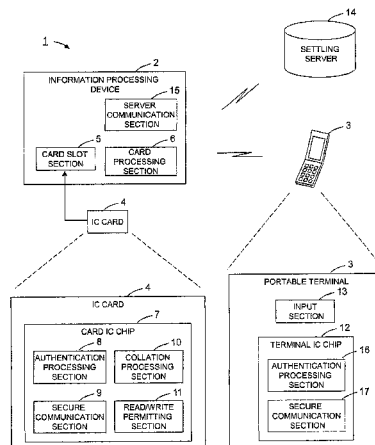 14
SETTLING
SERVER
1
2
INFORMATION PROCESSING
DEVICE
15
SERVER
COMMUNICATION
SECTION
5
6
CARD SLOT
SECTION
CARD
PROCESSING
SECTION
3
4
IC CARD
4
IC CARD
7
CARD IC CHIP
AUTHENTICATION
PROCESSING
SECTION
8
COLLATION
PROCESSING
SECTION
10
9
11
SECURE
COMMUNICATION
SECTION
READ/WRITE
PERMITTING
SECTION
3
PORTABLE TERMINAL
13
INPUT
SECTION
12
TERMINAL IC CHIP
16
AUTHENTICATION
PROCESSING
SECTION
17
SECURE
COMMUNICATION
SECTION